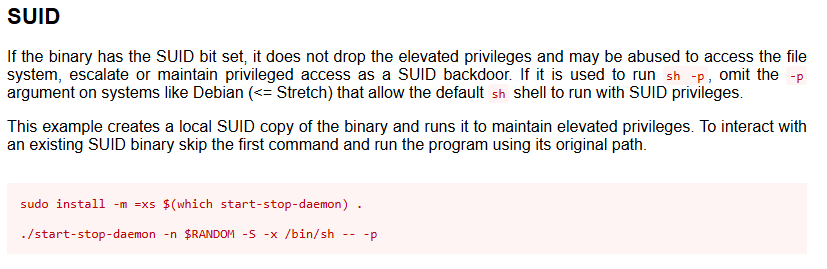 SUID
If the binary has the SUID bit set, it does not drop the elevated privileges and may be abused to access the file
system, escalate or maintain privileged access as a SUID backdoor. If it is used to run sh -p, omit the -p
argument on systems like Debian (<= Stretch) that allow the default sh shell to run with SUID privileges.
This example creates a local SUID copy of the binary and runs it to maintain elevated privileges. To interact with
an existing SUID binary skip the first command and run the program using its original path.
sudo install -m =xs $(which start-stop-daemon) .
./start-stop-daemon -n $RANDOM -S -x /bin/sh -- -p